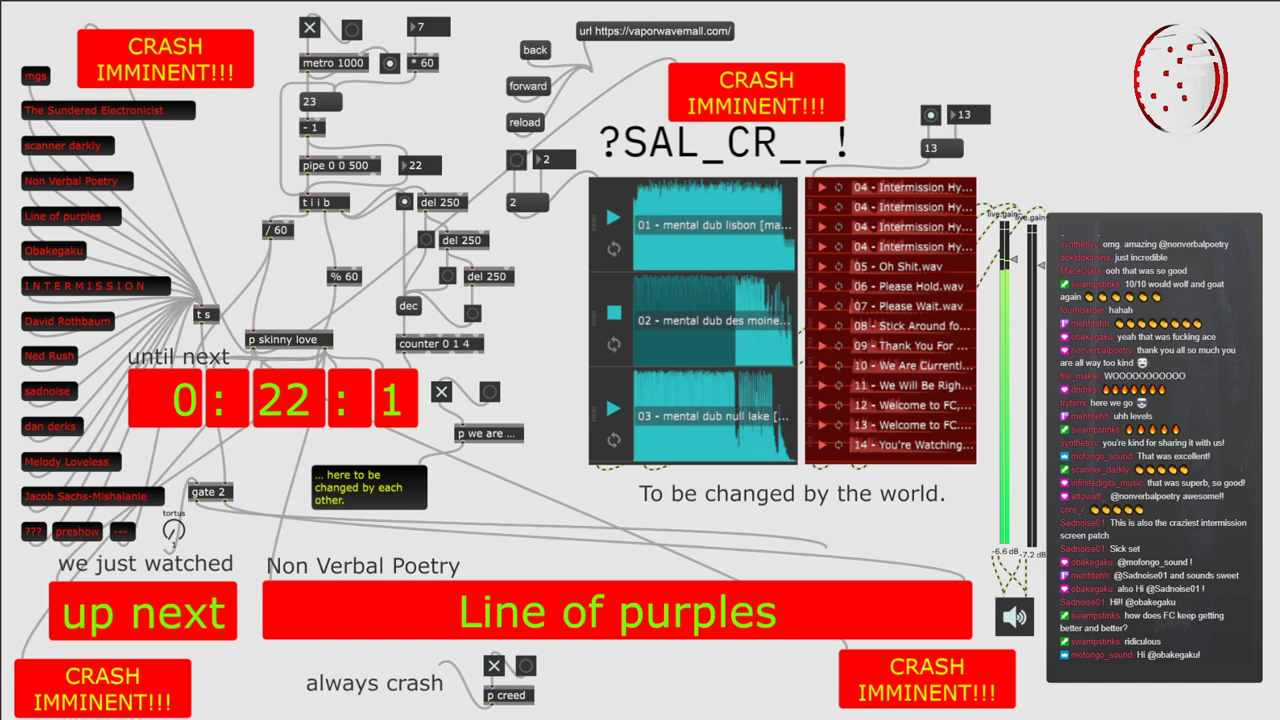 CRASH
IMMINENT!!!
mgs
The Sundered Electronicist
scanner darkly
Non Verbal Poetry
Line of purples
Obakegaku
I N T E R M I S S I O N
David Rothbaum
Ned Rush
sadnoise
dan derks
Melody Loveless
Jacob Sachs-Mishalanie
??? preshow ---
metro 1000
7
* 60
23
- 1
pipe 0 0 500
22
t i i b
/ 60
% 60
del 250
del 250
del 250
dec
counter 0 1 4
t s
p skinny love
until next
0: 22 : 1
p we are ...
... here to be
changed by each
other.
gate 2
tortus
1
back
forward
reload
url https://vaporwavemall.com/
2
2
CRASH
IMMINENT!!!
?SAL_CR__!
13
13
01 - mental dub lisbon [ma...
02 - mental dub des moine...
03 - mental dub null lake [...
04 - Intermission Hy...
04 - Intermission Hy...
04 - Intermission Hy...
04 - Intermission Hy...
05 - Oh Shit.wav
06 - Please Hold.wav
07 - Please Wait.wav
08 - Stick Around fo...
09 - Thank You For ...
10 - We Are Currentl...
11 - We Will Be Righ...
12 - Welcome to FC,...
13 - Welcome to FC....
14 - You're Watching...
To be changed by the world.
live.gain~
live.gain~
-6.6 dB
-7.2 dB
synthetivv: omg. amazing @nonverbalpoetry
dokidokireina: just incredible
MaceOjala: ooh that was so good
swampstinks: 10/10 would wolf and goat
again 👏 👏 👏 👏 👏 👏
fourhoarder: hahah
mehhtehh: 👏👏👏👏👏👏👏👏
obakegaku: yeah that was fucking ace
nonverbalpoetry: thank you all so much you
are all way too kind
file_maker: WOOOOOOOOOOO
dndrks: 🔥🔥🔥🔥🔥🔥🔥
trytemi: here we go
mehhtehh: uhh levels
swampstinks: 🔥 🔥 🔥 🔥 🔥
synthetivv: you're kind for sharing it with us!
mofongo_sound: That was excellent!
scanner_darkly: 👏👏👏👏👏
infinitedigits_music: that was superb, so good!
attowatt_: @nonverbalpoetry awesome!!
core_r: 👏👏👏👏👏
Sadnoise01: This is also the craziest intermission
screen patch
Sadnoise01: Sick set
obakegaku: @mofongo_sound !
mehhtehh: @Sadnoise01 and sounds sweet
obakegaku: also Hi @Sadnoise01 !
Sadnoise01: Hi!! @obakegaku
swampstinks: how does FC keep getting
better and better?
swampstinks: ridiculous
mofongo_sound: Hi @obakegaku!
we just watched
Non Verbal Poetry
up next
Line of purples
CRASH
IMMINENT!!!
always crash
p creed
CRASH
IMMINENT!!!